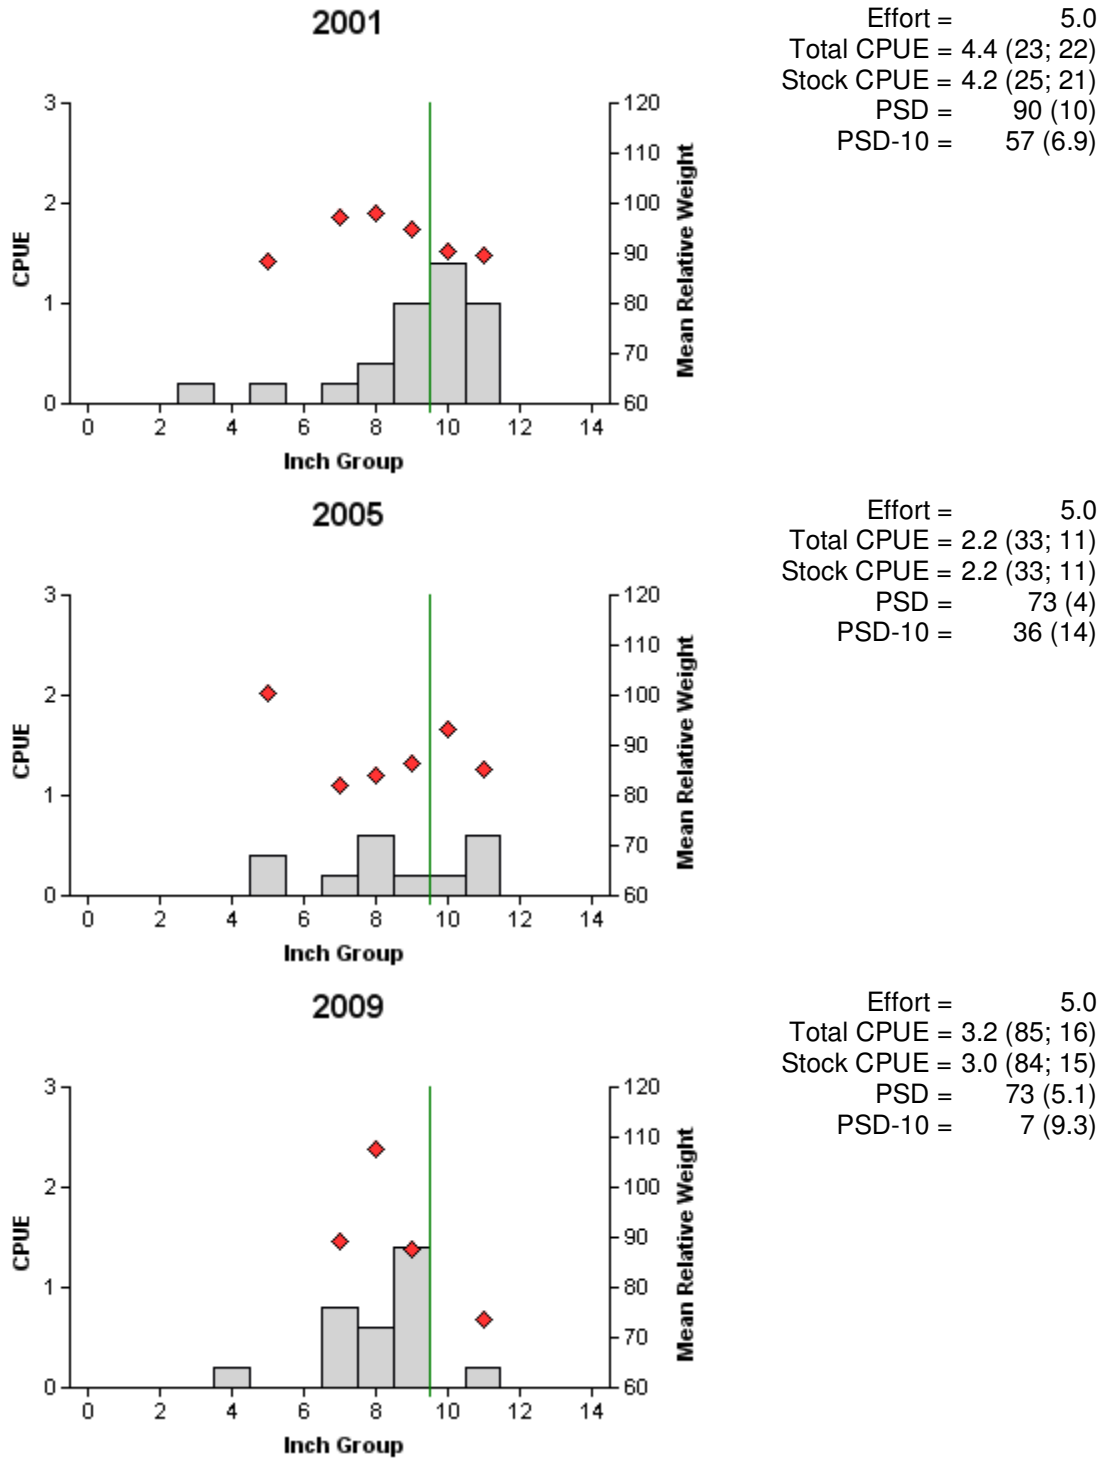 2001
Effort = 5.0
Total CPUE = 4.4 (23; 22)
Stock CPUE = 4.2 (25; 21)
PSD = 90 (10)
PSD-10 = 57 (6.9)
3
2
1
0
CPUE
120
110
100
90
80
70
60
Mean Relative Weight
0 2 4 6 8 10 12 14
Inch Group
2005
Effort = 5.0
Total CPUE = 2.2 (33; 11)
Stock CPUE = 2.2 (33; 11)
PSD = 73 (4)
PSD-10 = 36 (14)
3
2
1
0
CPUE
120
110
100
90
80
70
60
Mean Relative Weight
0 2 4 6 8 10 12 14
Inch Group
2009
Effort = 5.0
Total CPUE = 3.2 (85; 16)
Stock CPUE = 3.0 (84; 15)
PSD = 73 (5.1)
PSD-10 = 7 (9.3)
3
2
1
0
CPUE
120
110
100
90
80
70
60
Mean Relative Weight
0 2 4 6 8 10 12 14
Inch Group